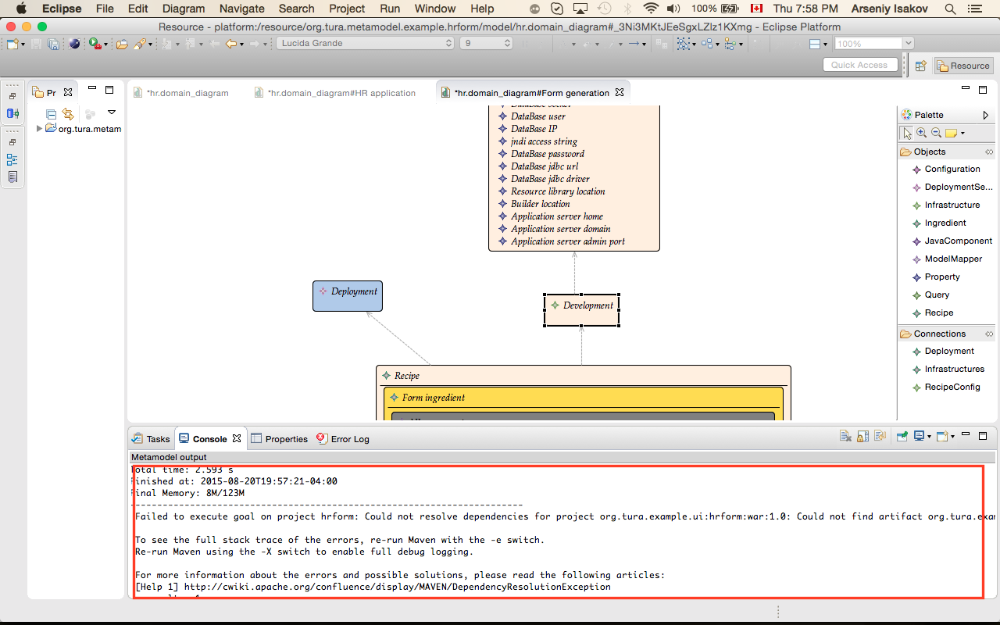 Eclipse File Edit Diagram Navigate Search Project Run Window Help 100% Thu 7:58 PM Arseniy Isakov
Resource - platform:/resource/org.tura.metamodel.example.hrform/model/hr.domain_diagram#_3Ni3MKtJEeSgxLZlz1KXmg - Eclipse Platform
Lucida Grande 9 100%
Quick Access Resource
Pr
org.tura.metam
*hr.domain_diagram *hr.domain_diagram#HR application *hr.domain_diagram#Form generation
DataBase user
DataBase IP
jndi access string
DataBase password
DataBase jdbc url
DataBase jdbc driver
Resource library location
Builder location
Application server home
Application server domain
Application server admin port
Deployment
Development
Recipe
Form ingredient
Palette
Objects
Configuration
DeploymentSe...
Infrastructure
Ingredient
JavaComponent
ModelMapper
Property
Query
Recipe
Connections
Deployment
Infrastructures
RecipeConfig
Tasks Console Properties Error Log
Metamodel output
Total time: 2.593 s
Finished at: 2015-08-20T19:57:21-04:00
Final Memory: 8M/123M
------------------------------------------------------------------------
Failed to execute goal on project hrform: Could not resolve dependencies for project org.tura.example.ui:hrform:war:1.0: Could not find artifact org.tura.exam
To see the full stack trace of the errors, re-run Maven with the -e switch.
Re-run Maven using the -X switch to enable full debug logging.
For more information about the errors and possible solutions, please read the following articles:
[Help 1] http://cwiki.apache.org/confluence/display/MAVEN/DependencyResolutionException